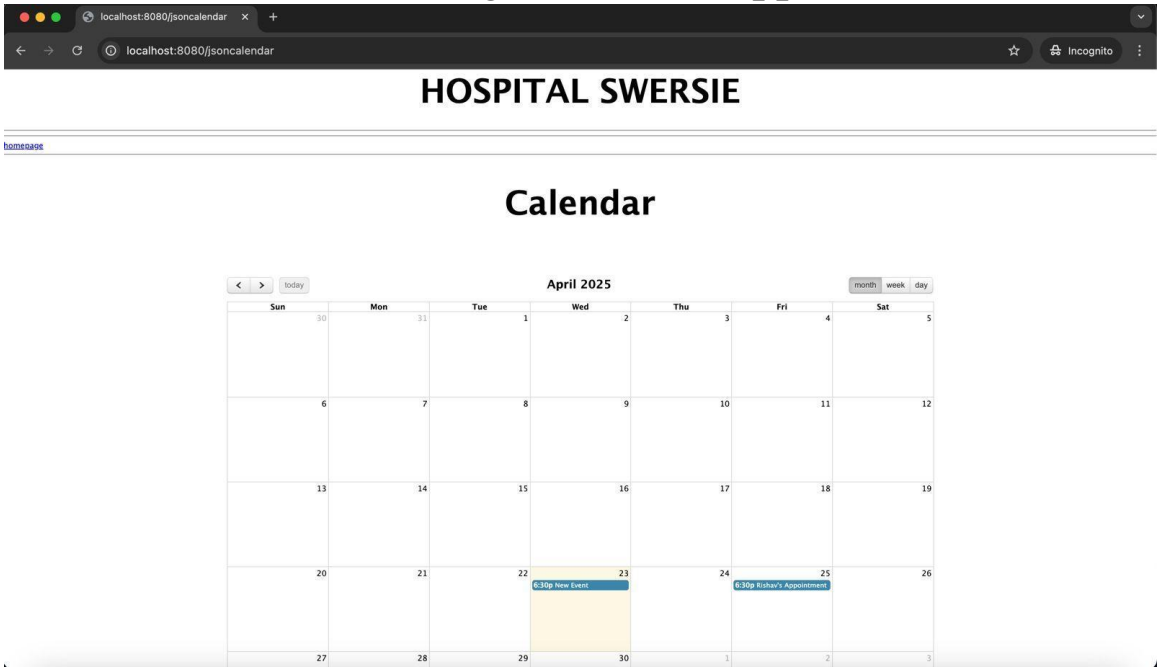 localhost:8080/jsoncalendar
localhost:8080/jsoncalendar
Incognito
HOSPITAL SWERSIE
homepage
Calendar
today April 2025 month week day
Sun Mon Tue Wed Thu Fri Sat
30 31 1 2 3 4 5
6 7 8 9 10 11 12
13 14 15 16 17 18 19
20 21 22 23 24 25 26
6:30p New Event 6:30p Rishav's Appointment
27 28 29 30 1 2 3